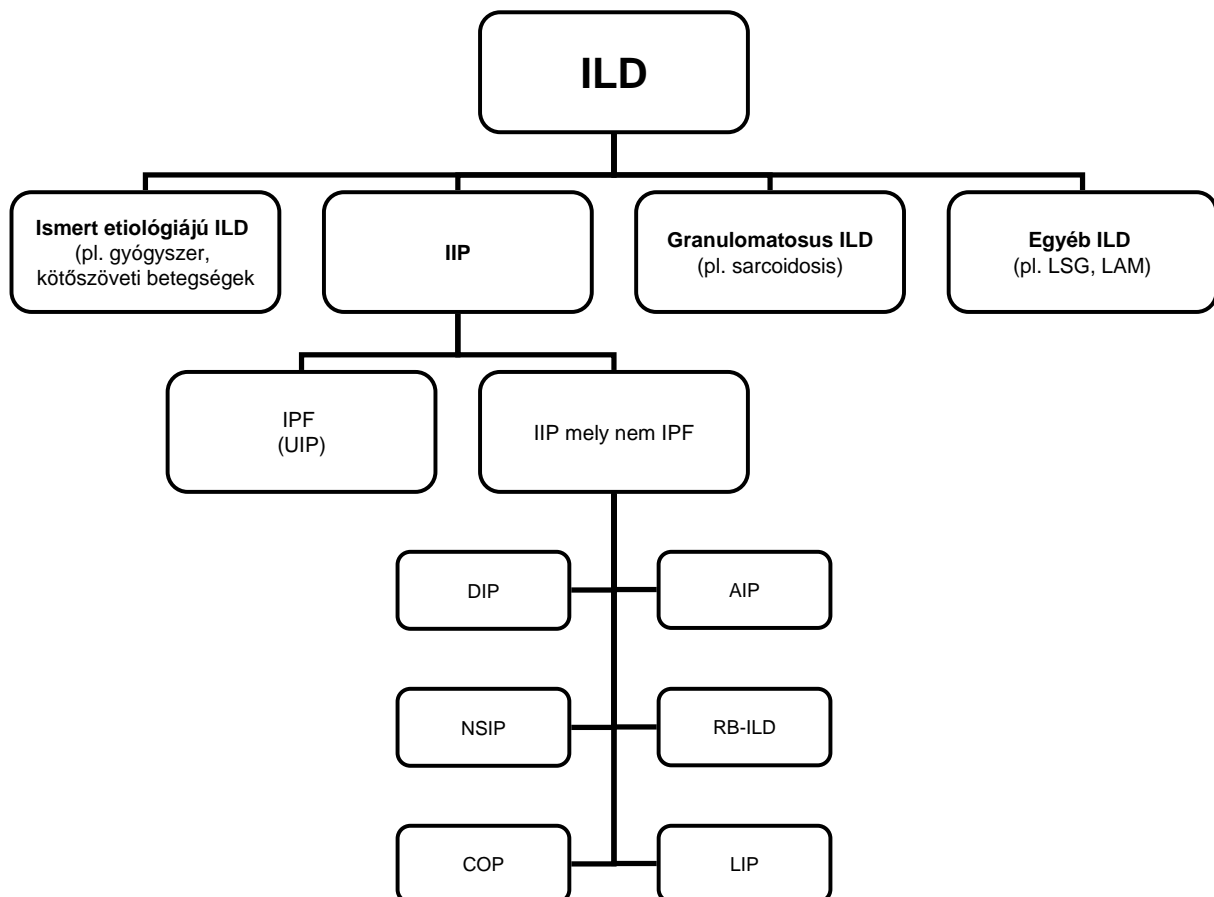 ILD
Ismert etiológiájú ILD
(pl. gyógyszer,
kötőszöveti betegségek
IIP
Granulomatosus ILD
(pl. sarcoidosis)
Egyéb ILD
(pl. LSG, LAM)
IPF
(UIP)
IIP mely nem IPF
DIP
AIP
NSIP
RB-ILD
COP
LIP